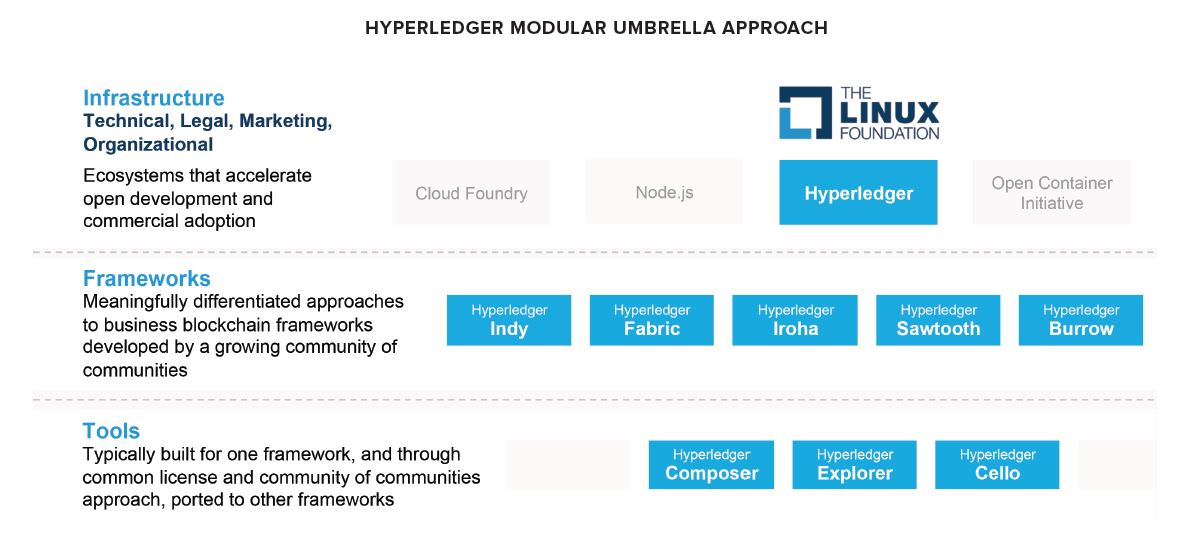 HYPERLEDGER MODULAR UMBRELLA APPROACH
Infrastructure
Technical, Legal, Marketing,
Organizational
Ecosystems that accelerate
open development and
commercial adoption
THE
LINUX
FOUNDATION
Cloud Foundry
Node.js
Hyperledger
Open Container
Initiative
Frameworks
Meaningfully differentiated approaches
to business blockchain frameworks
developed by a growing community of
communities
Hyperledger
Indy
Hyperledger
Fabric
Hyperledger
Iroha
Hyperledger
Sawtooth
Hyperledger
Burrow
Tools
Typically built for one framework, and through
common license and community of communities
approach, ported to other frameworks
Hyperledger
Composer
Hyperledger
Explorer
Hyperledger
Cello